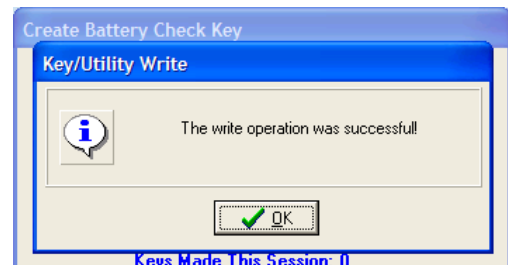 Create Battery Check Key
Key/Utility Write
The write operation was successful!
OK
Keys Made This Session: 0